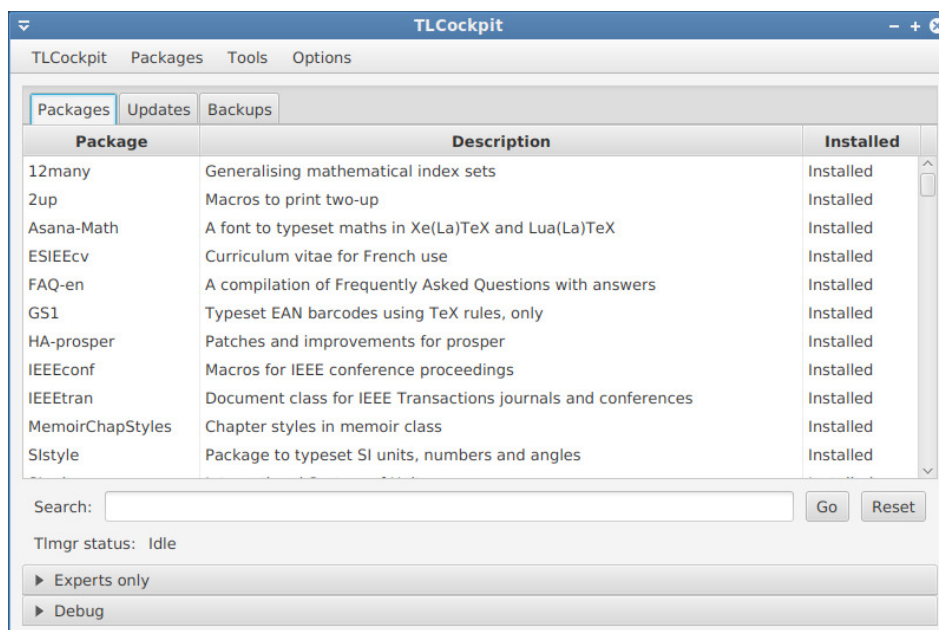 TLCockpit
TLCockpit Packages Tools Options
Packages Updates Backups
Package Description Installed
12many Generalising mathematical index sets Installed
2up Macros to print two-up Installed
Asana-Math A font to typeset maths in Xe(La)TeX and Lua(La)TeX Installed
ESIEEcv Curriculum vitae for French use Installed
FAQ-en A compilation of Frequently Asked Questions with answers Installed
GS1 Typeset EAN barcodes using TeX rules, only Installed
HA-prosper Patches and improvements for prosper Installed
IEEEconf Macros for IEEE conference proceedings Installed
IEEEtran Document class for IEEE Transactions journals and conferences Installed
MemoirChapStyles Chapter styles in memoir class Installed
SIstyle Package to typeset SI units, numbers and angles Installed
Search: Go Reset
Tlmgr status: Idle
Experts only
Debug